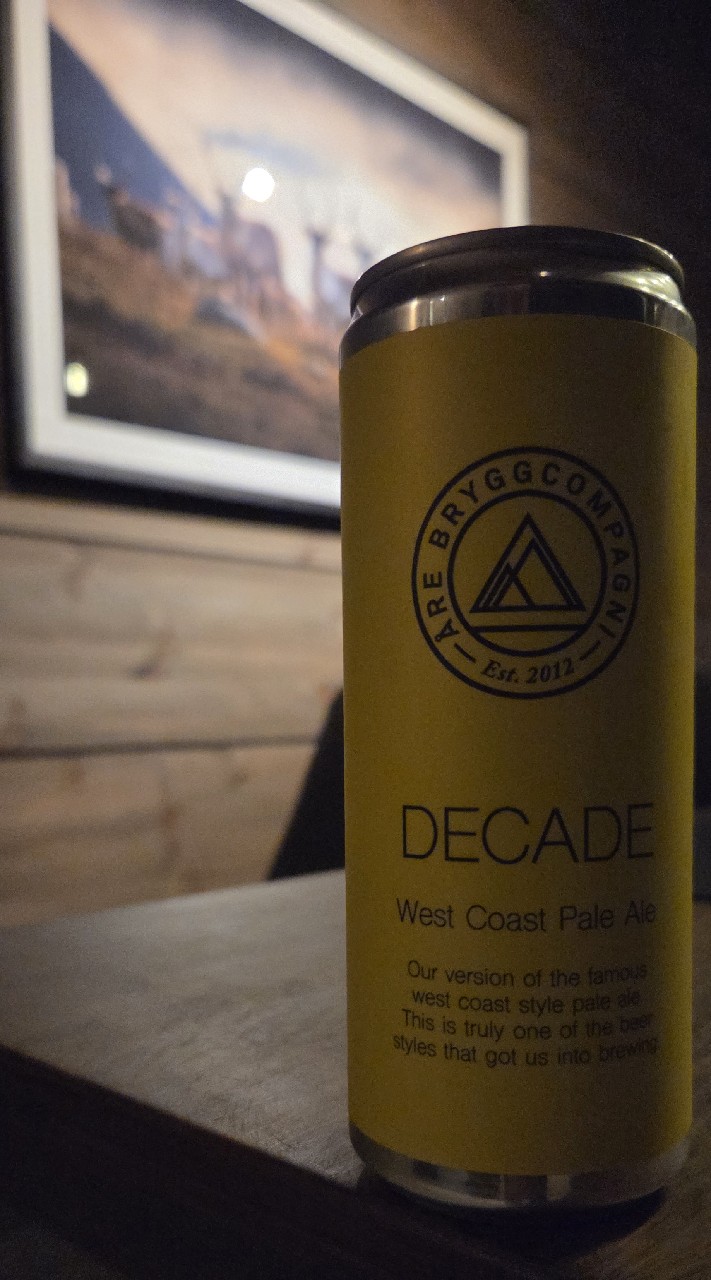 ÅRE BRYGGCOMPAGNI
Est. 2012
DECADE
West Coast Pale Ale
Our version of the famous
west coast style pale ale.
This is truly one of the beer
styles that got us into brewing.